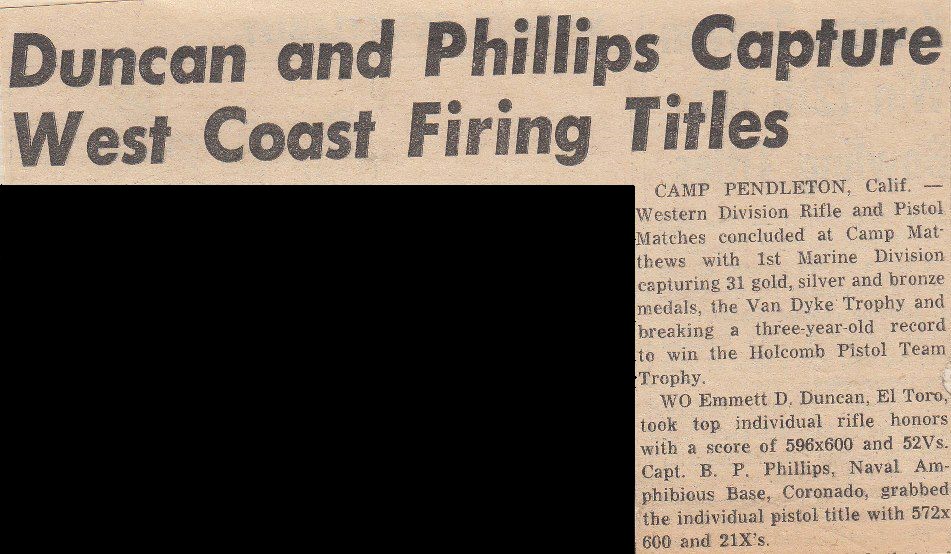 Duncan and Phillips Capture
West Coast Firing Titles
CAMP PENDLETON, Calif. —
Western Division Rifle and Pistol
Matches concluded at Camp Mat-
thews with 1st Marine Division
capturing 31 gold, silver and bronze
medals, the Van Dyke Trophy and
breaking a three-year-old record
to win the Holcomb Pistol Team
Trophy.
WO Emmett D. Duncan, El Toro,
took top individual rifle honors
with a score of 596x600 and 52Vs.
Capt. B. P. Phillips, Naval Am-
phibious Base, Coronado, grabbed
the individual pistol title with 572x
600 and 21X's.